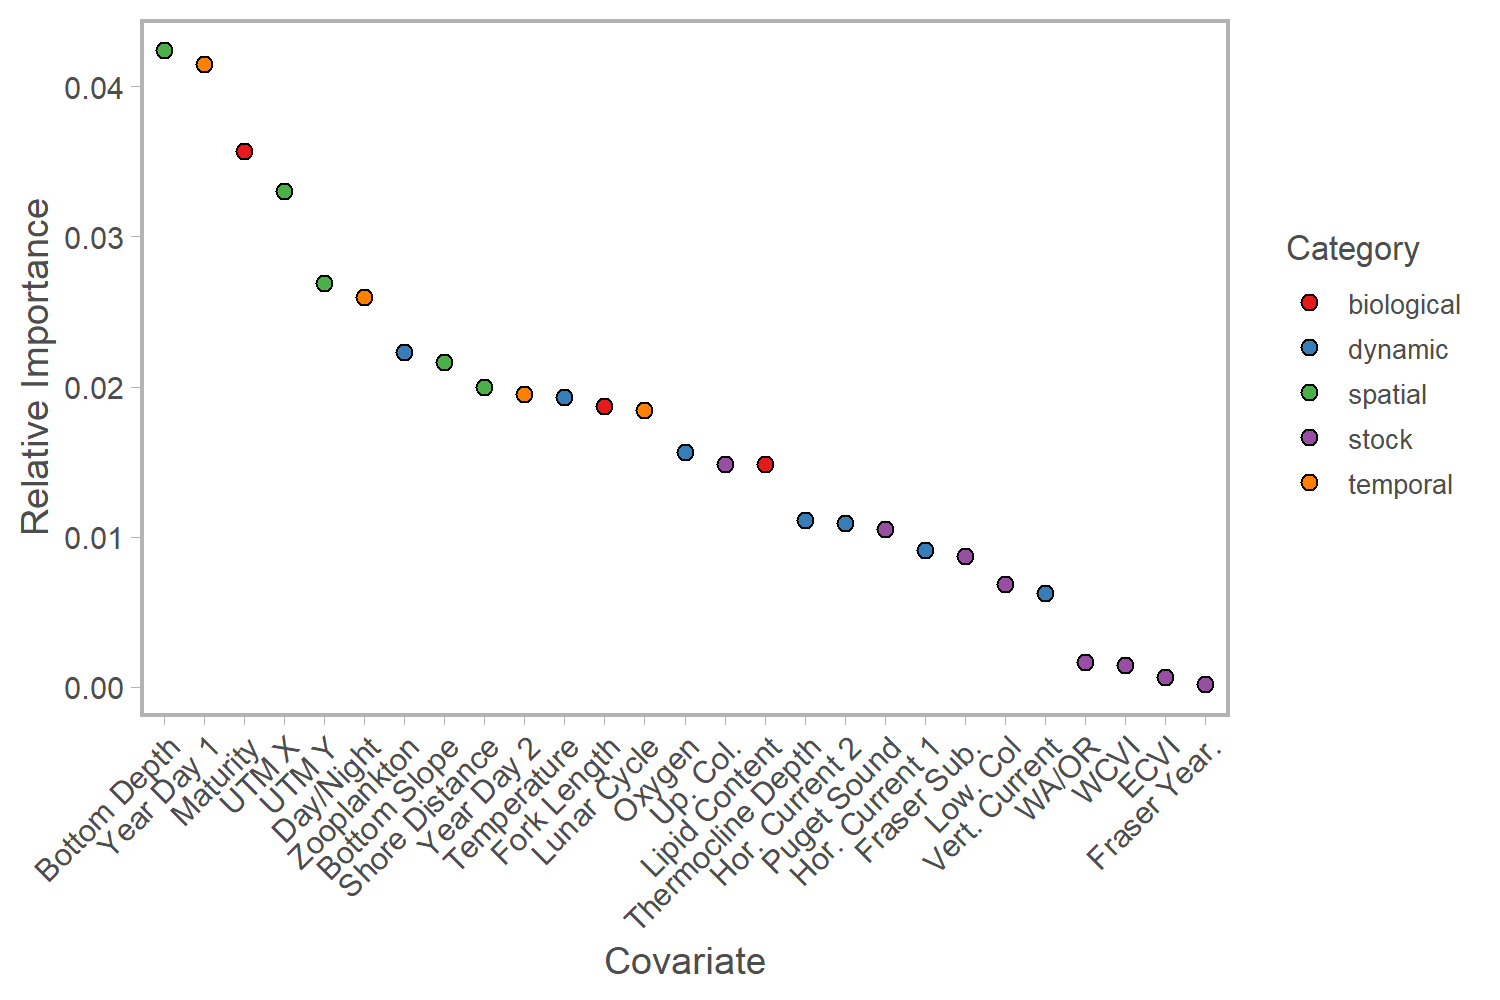 0.04
0.03
0.02
0.01
0.00
Relative Importance
Bottom Depth
Year Day 1
Maturity
UTM X
UTM Y
Day/Night
Zooplankton
Bottom Slope
Shore Distance
Year Day 2
Temperature
Fork Length
Lunar Cycle
Oxygen
Up. Col.
Lipid Content
Thermocline Depth
Hor. Current 2
Puget Sound
Hor. Current 1
Fraser Sub.
Low. Col
Vert. Current
WA/OR
WCVI
ECVI
Fraser Year.
Covariate
Category
biological
dynamic
spatial
stock
temporal